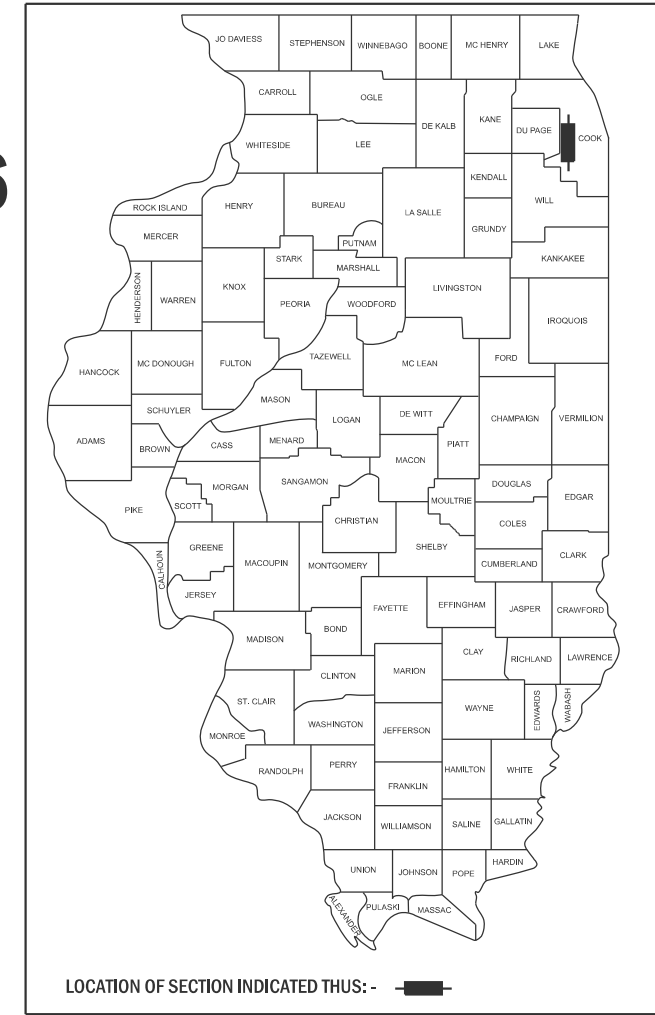 JO DAVIESS STEPHENSON WINNEBAGO BOONE MC HENRY LAKE
CARROLL OGLE DE KALB KANE DU PAGE COOK
WHITESIDE LEE
KENDALL
WILL
ROCK ISLAND HENRY BUREAU LA SALLE
GRUNDY
MERCER
PUTNAM
KANKAKEE
STARK
MARSHALL
HENDERSON WARREN KNOX PEORIA WOODFORD LIVINGSTON
IROQUOIS
HANCOCK MC DONOUGH FULTON TAZEWELL MC LEAN FORD
MASON
SCHUYLER LOGAN DE WITT CHAMPAIGN VERMILION
ADAMS BROWN CASS MENARD PIATT
MACON
MORGAN SANGAMON DOUGLAS
PIKE SCOTT MOULTRIE EDGAR
CHRISTIAN COLES
GREENE SHELBY
CALHOUN MACOUPIN MONTGOMERY CUMBERLAND CLARK
JERSEY
FAYETTE EFFINGHAM JASPER CRAWFORD
MADISON BOND
CLAY RICHLAND LAWRENCE
CLINTON MARION
ST. CLAIR WAYNE EDWARDS WABASH
WASHINGTON JEFFERSON
MONROE
RANDOLPH PERRY HAMILTON WHITE
FRANKLIN
JACKSON WILLIAMSON SALINE GALLATIN
HARDIN
UNION JOHNSON POPE
ALEXANDER PULASKI MASSAC
LOCATION OF SECTION INDICATED THUS: -